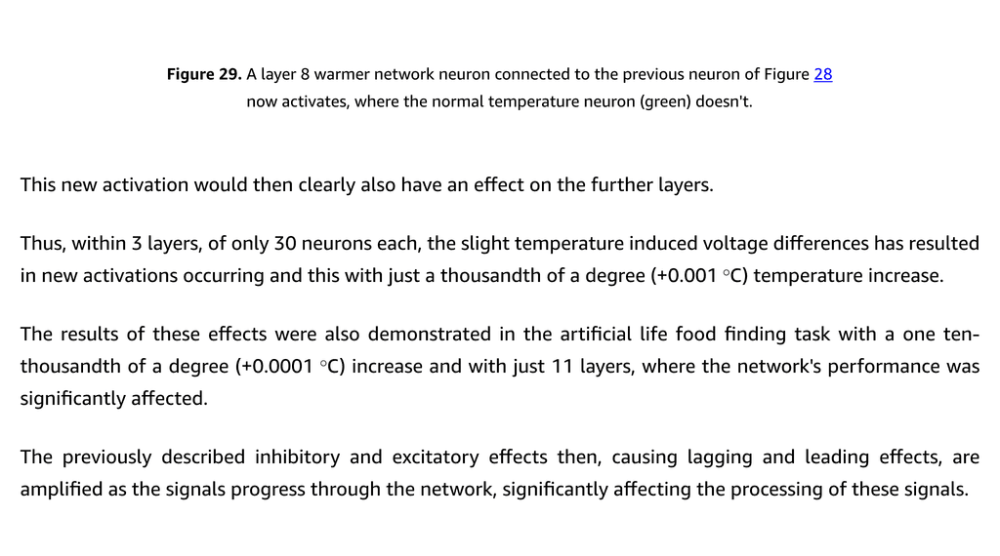 Figure 29. A layer 8 warmer network neuron connected to the previous neuron of Figure 28
now activates, where the normal temperature neuron (green) doesn't.
This new activation would then clearly also have an effect on the further layers.
Thus, within 3 layers, of only 30 neurons each, the slight temperature induced voltage differences has resulted
in new activations occurring and this with just a thousandth of a degree (+0.001 °C) temperature increase.
The results of these effects were also demonstrated in the artificial life food finding task with a one ten-
thousandth of a degree (+0.0001 °C) increase and with just 11 layers, where the network's performance was
significantly affected.
The previously described inhibitory and excitatory effects then, causing lagging and leading effects, are
amplified as the signals progress through the network, significantly affecting the processing of these signals.